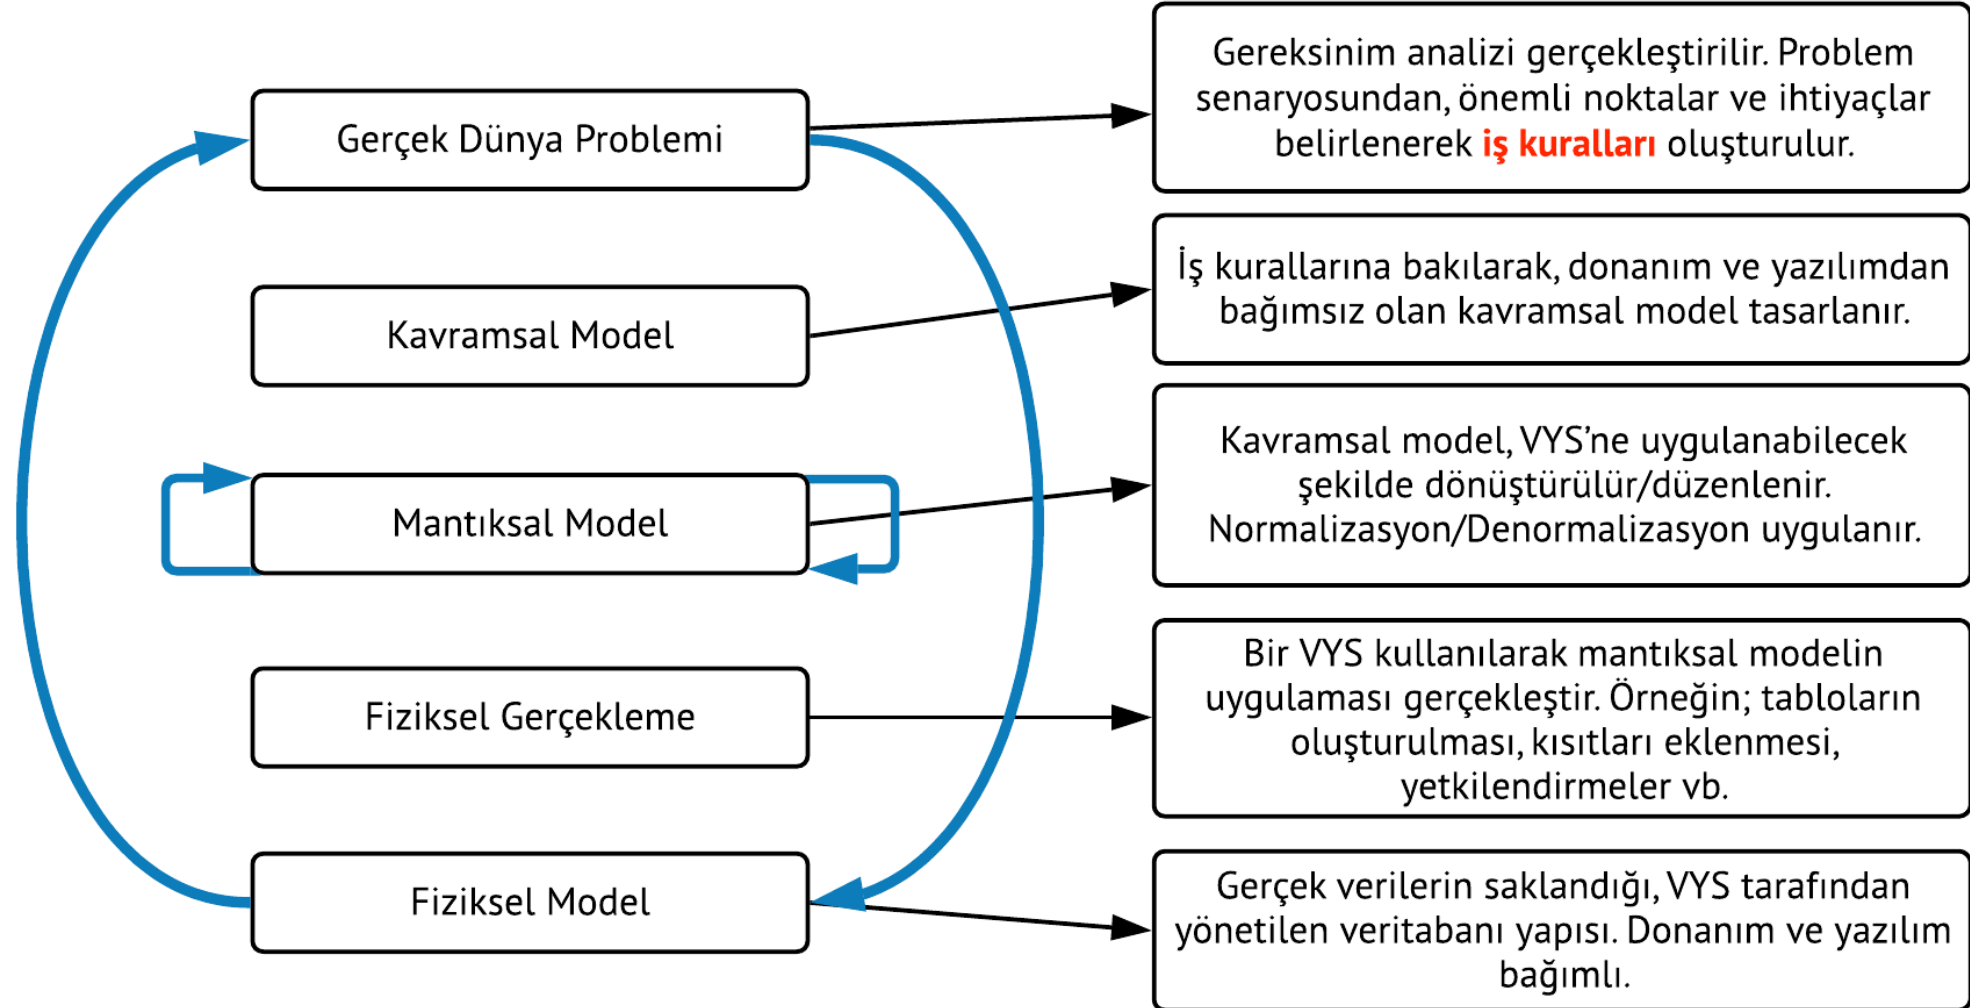 Gerçek Dünya Problemi
Gereksinim analizi gerçekleştirilir. Problem
senaryosundan, önemli noktalar ve ihtiyaçlar
belirlenerek iş kuralları oluşturulur.
Kavramsal Model
İş kurallarına bakılarak, donanım ve yazılımdan
bağımsız olan kavramsal model tasarlanır.
Mantıksal Model
Kavramsal model, VYS’ne uygulanabilecek
şekilde dönüştürülür/düzenlenir.
Normalizasyon/Denormalizasyon uygulanır.
Fiziksel Gerçekleme
Bir VYS kullanılarak mantıksal modelin
uygulaması gerçekleştir. Örneğin; tabloların
oluşturulması, kısıtları eklenmesi,
yetkilendirmeler vb.
Fiziksel Model
Gerçek verilerin saklandığı, VYS tarafından
yönetilen veritabanı yapısı. Donanım ve yazılım
bağımlı.